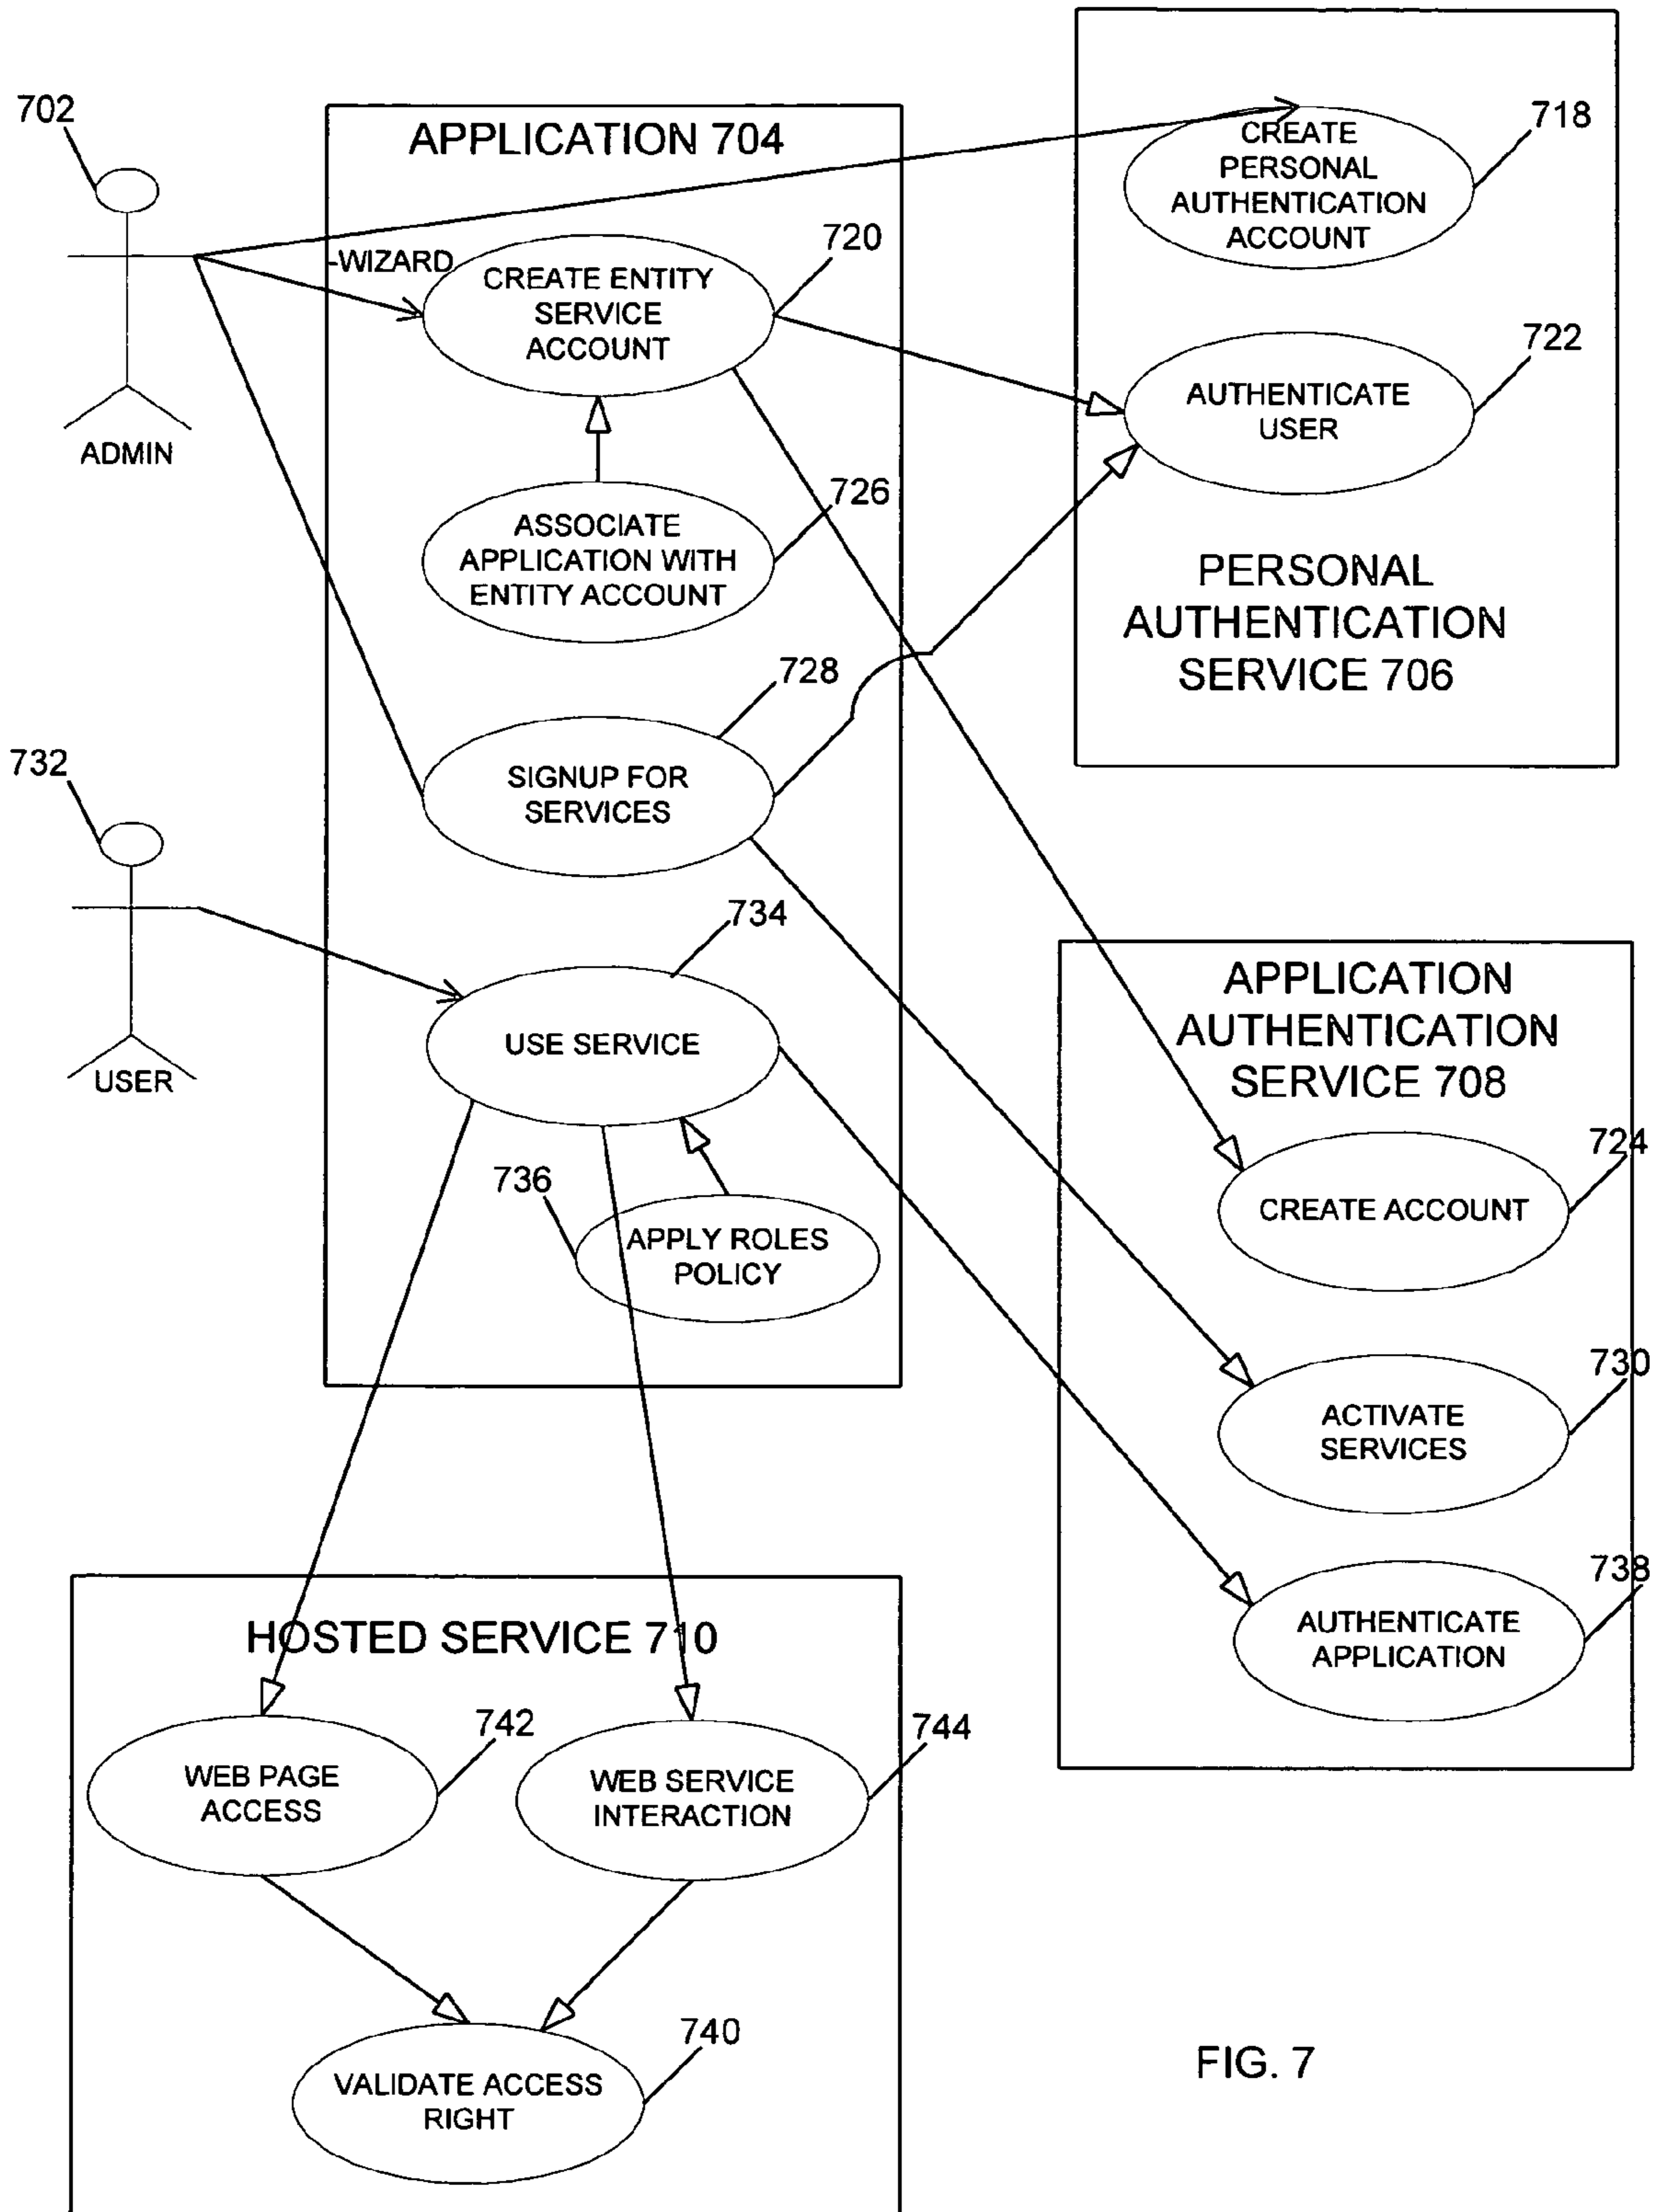 702
APPLICATION 704
CREATE
PERSONAL
AUTHENTICATION
ACCOUNT
718
720
-WIZARD
CREATE ENTITY
SERVICE
ACCOUNT
722
AUTHENTICATE
USER
ADMIN
726
ASSOCIATE
APPLICATION WITH
ENTITY ACCOUNT
PERSONAL
AUTHENTICATION
SERVICE 706
728
732
SIGNUP FOR
SERVICES
734
USE SERVICE
USER
APPLICATION
AUTHENTICATION
SERVICE 708
724
736
APPLY ROLES
POLICY
CREATE ACCOUNT
730
ACTIVATE
SERVICES
738
AUTHENTICATE
APPLICATION
HOSTED SERVICE 710
742
744
WEB PAGE
ACCESS
WEB SERVICE
INTERACTION
740
VALIDATE ACCESS
RIGHT
FIG. 7